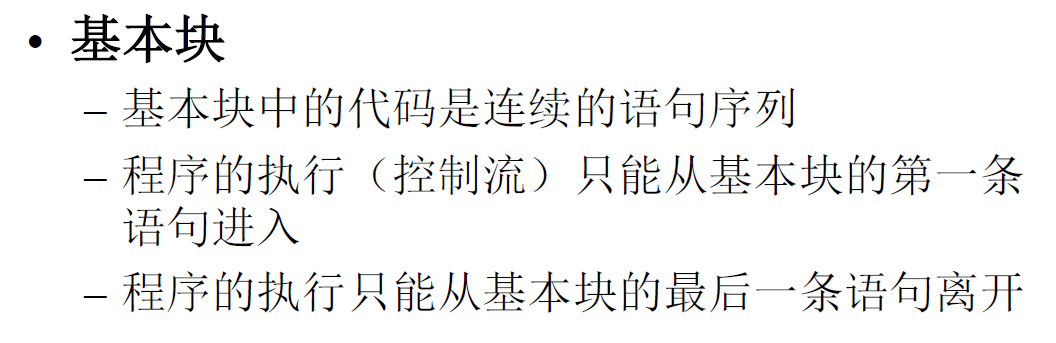 • 基本块
– 基本块中的代码是连续的语句序列
– 程序的执行（控制流）只能从基本块的第一条
语句进入
– 程序的执行只能从基本块的最后一条语句离开